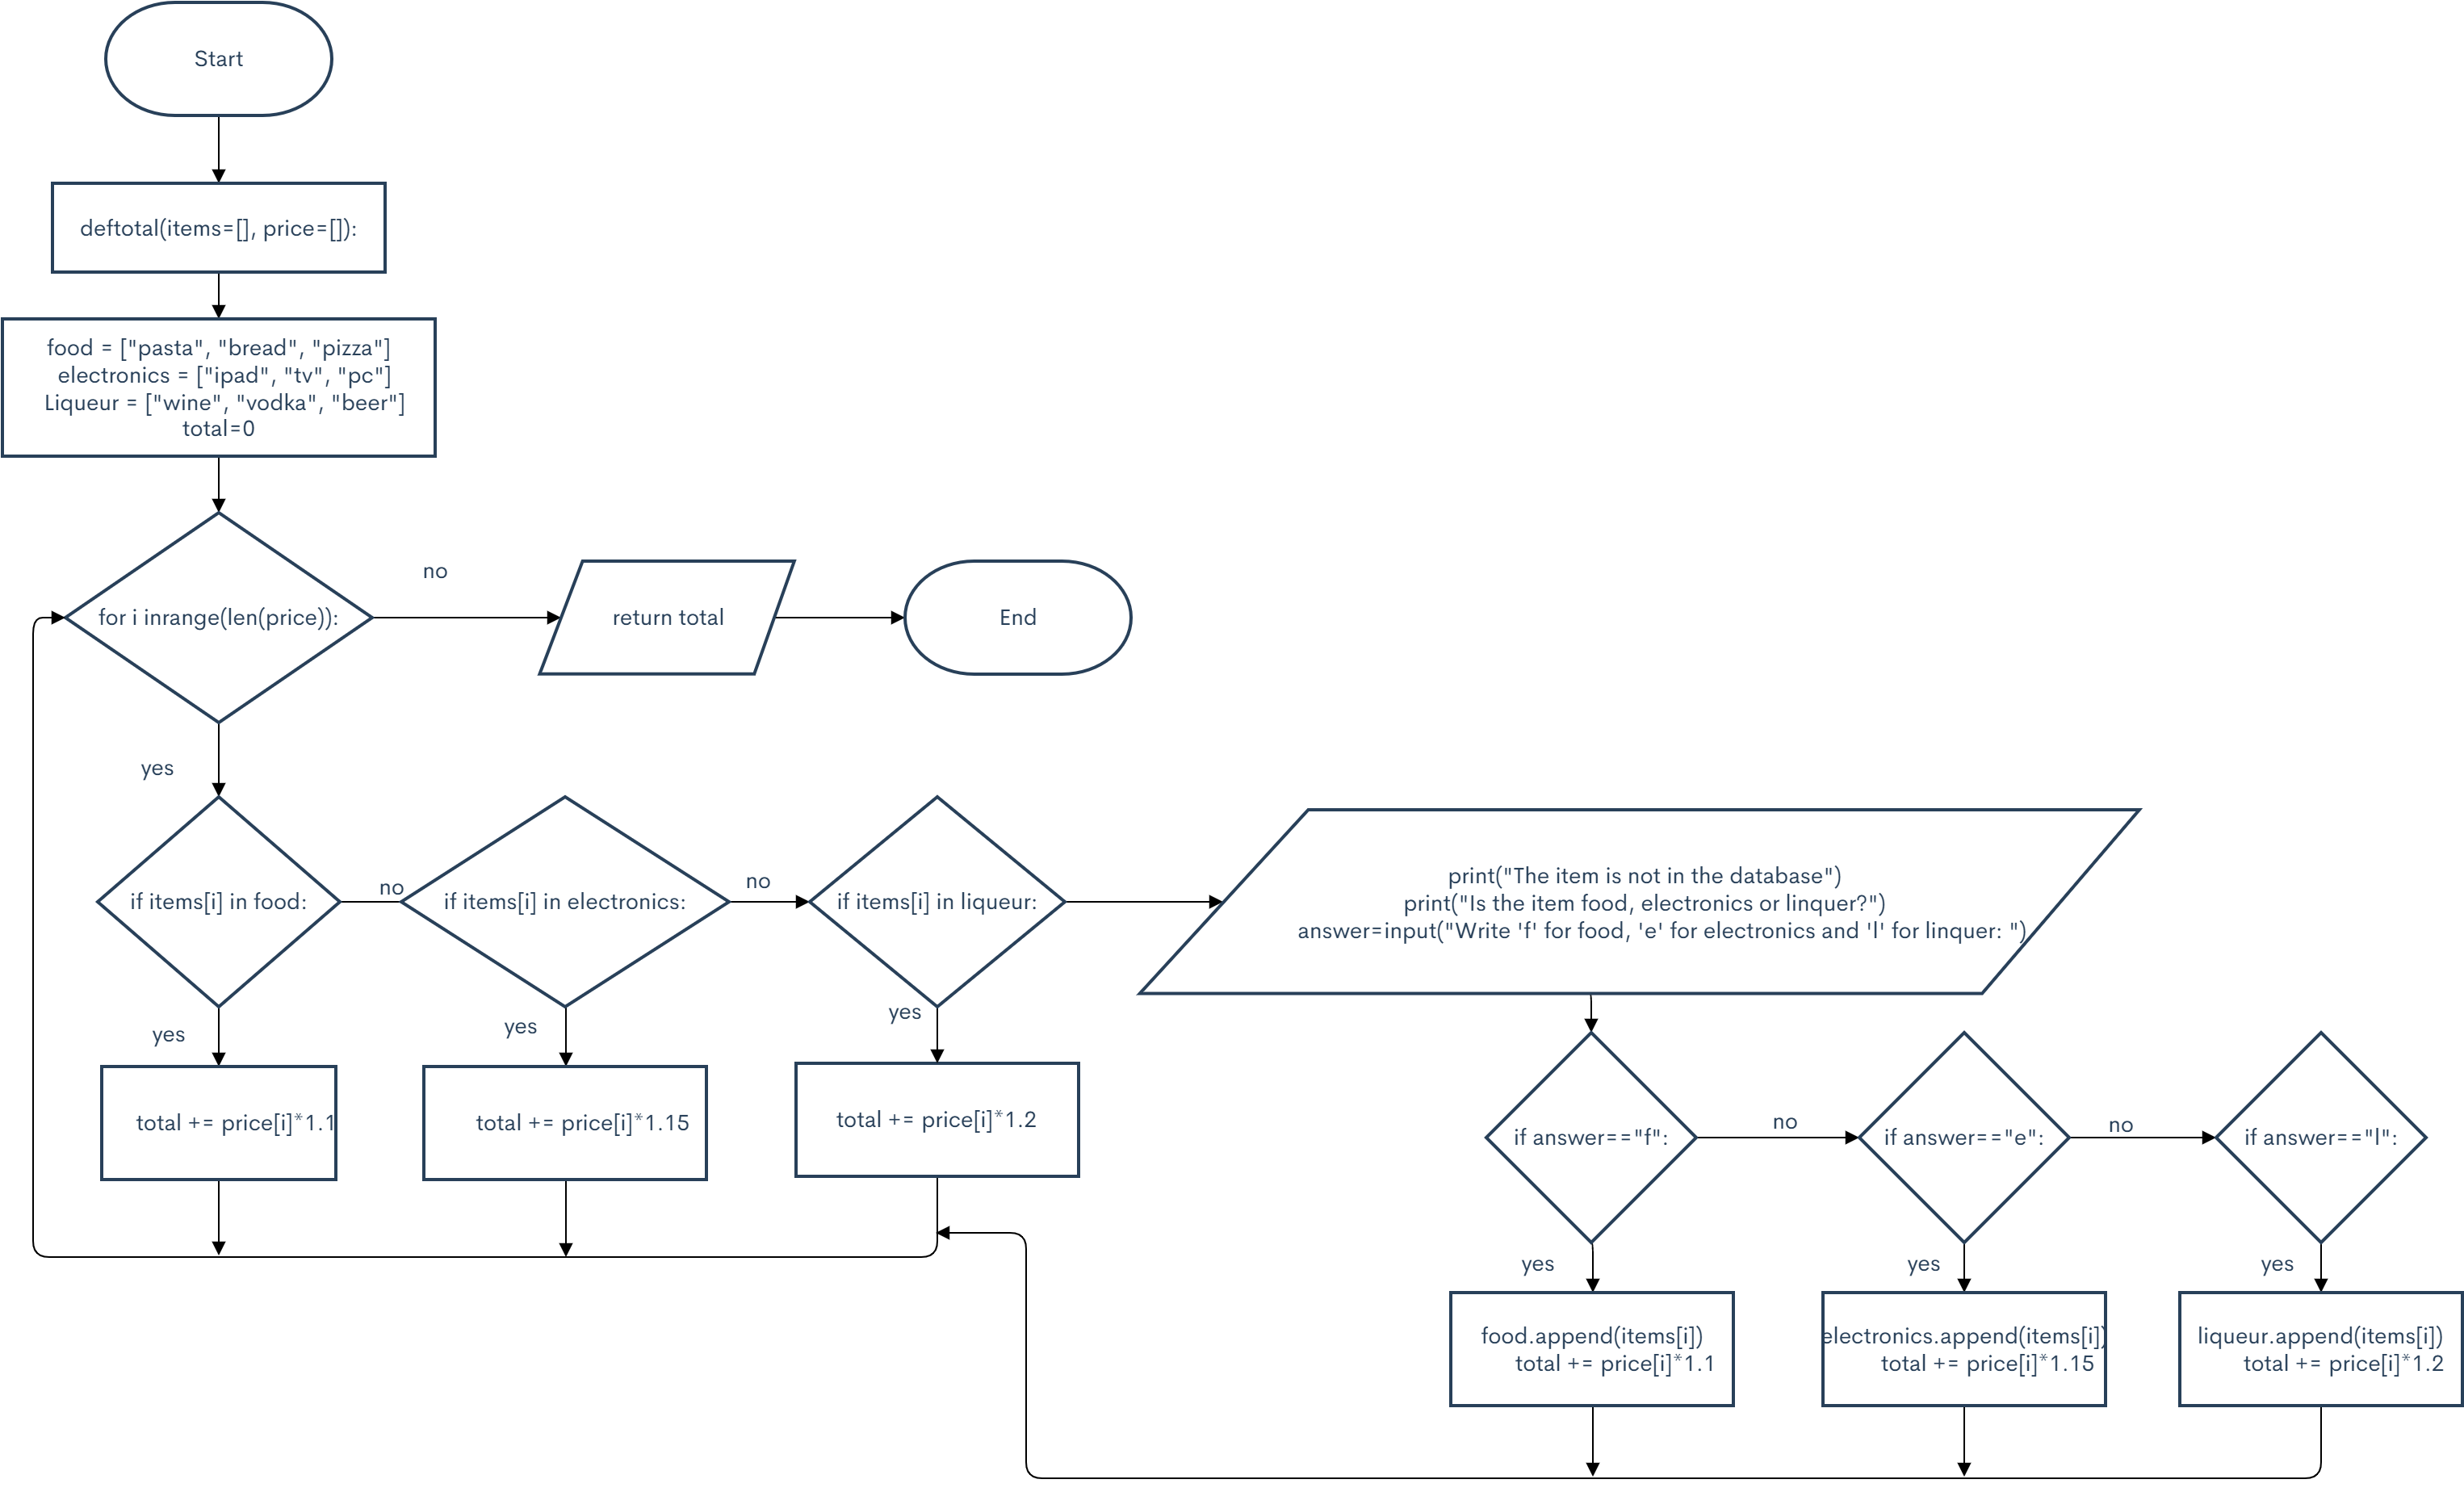 Start
deftotal(items=[], price=[]):
food = ["pasta", "bread", "pizza"]
electronics = ["ipad", "tv", "pc"]
Liqueur = ["wine", "vodka", "beer"]
total=0
for i inrange(len(price)):
no
return total
End
yes
if items[i] in food:
no
if items[i] in electronics:
no
if items[i] in liqueur:
print("The item is not in the database")
print("Is the item food, electronics or linquer?")
answer=input("Write 'f' for food, 'e' for electronics and 'l' for linquer: ")
yes
yes
yes
total += price[i]*1.1
total += price[i]*1.15
total += price[i]*1.2
if answer=="f":
no
if answer=="e":
no
if answer=="l":
yes
yes
yes
food.append(items[i])
total += price[i]*1.1
electronics.append(items[i])
total += price[i]*1.15
liqueur.append(items[i])
total += price[i]*1.2